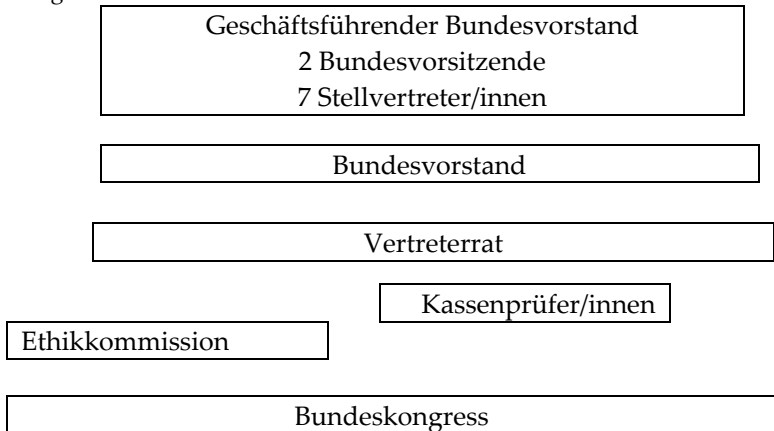 Geschäftsführender Bundesvorstand
2 Bundesvorsitzende
7 Stellvertreter/innen
Bundesvorstand
Vertreterrat
Kassenprüfer/innen
Ethikkommission
Bundeskongress